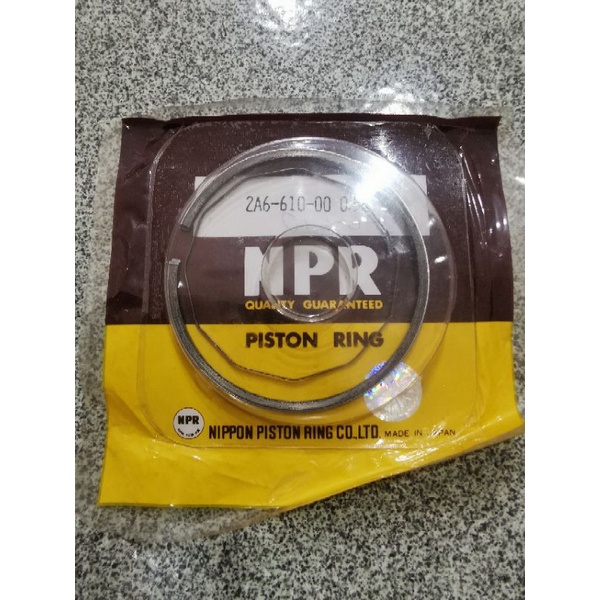 2A6-610-00
NPR
QUALITY GUARANTEED
PISTON RING
NPR
NIPPON PISTON RING CO.,LTD. MADE IN JAPAN